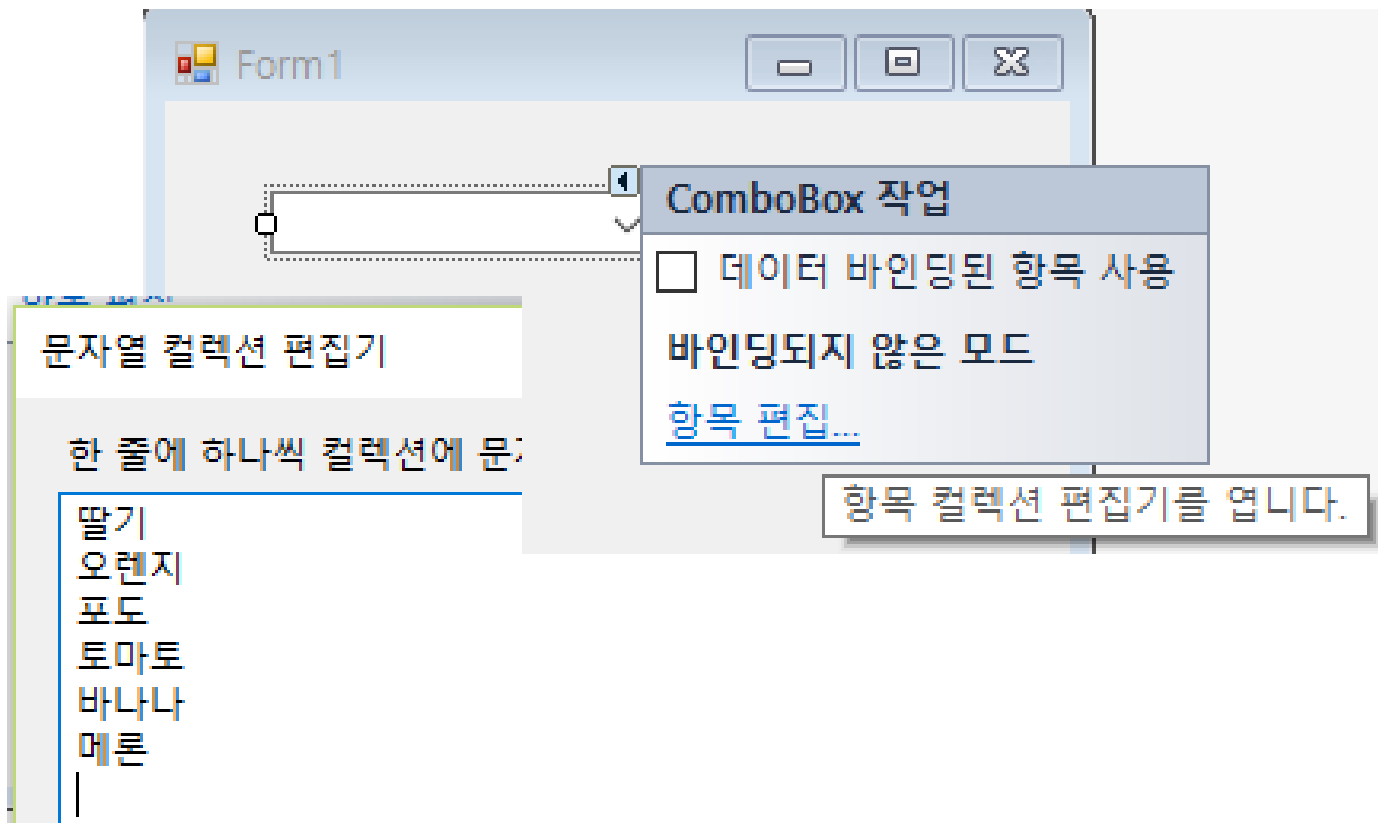 Form1
ComboBox 작업
데이터 바인딩된 항목 사용
바인딩되지 않은 모드
항목 편집...
항목 컬렉션 편집기를 엽니다.
문자열 컬렉션 편집기
한 줄에 하나씩 컬렉션에
딸기
오렌지
포도
토마토
바나나
메론